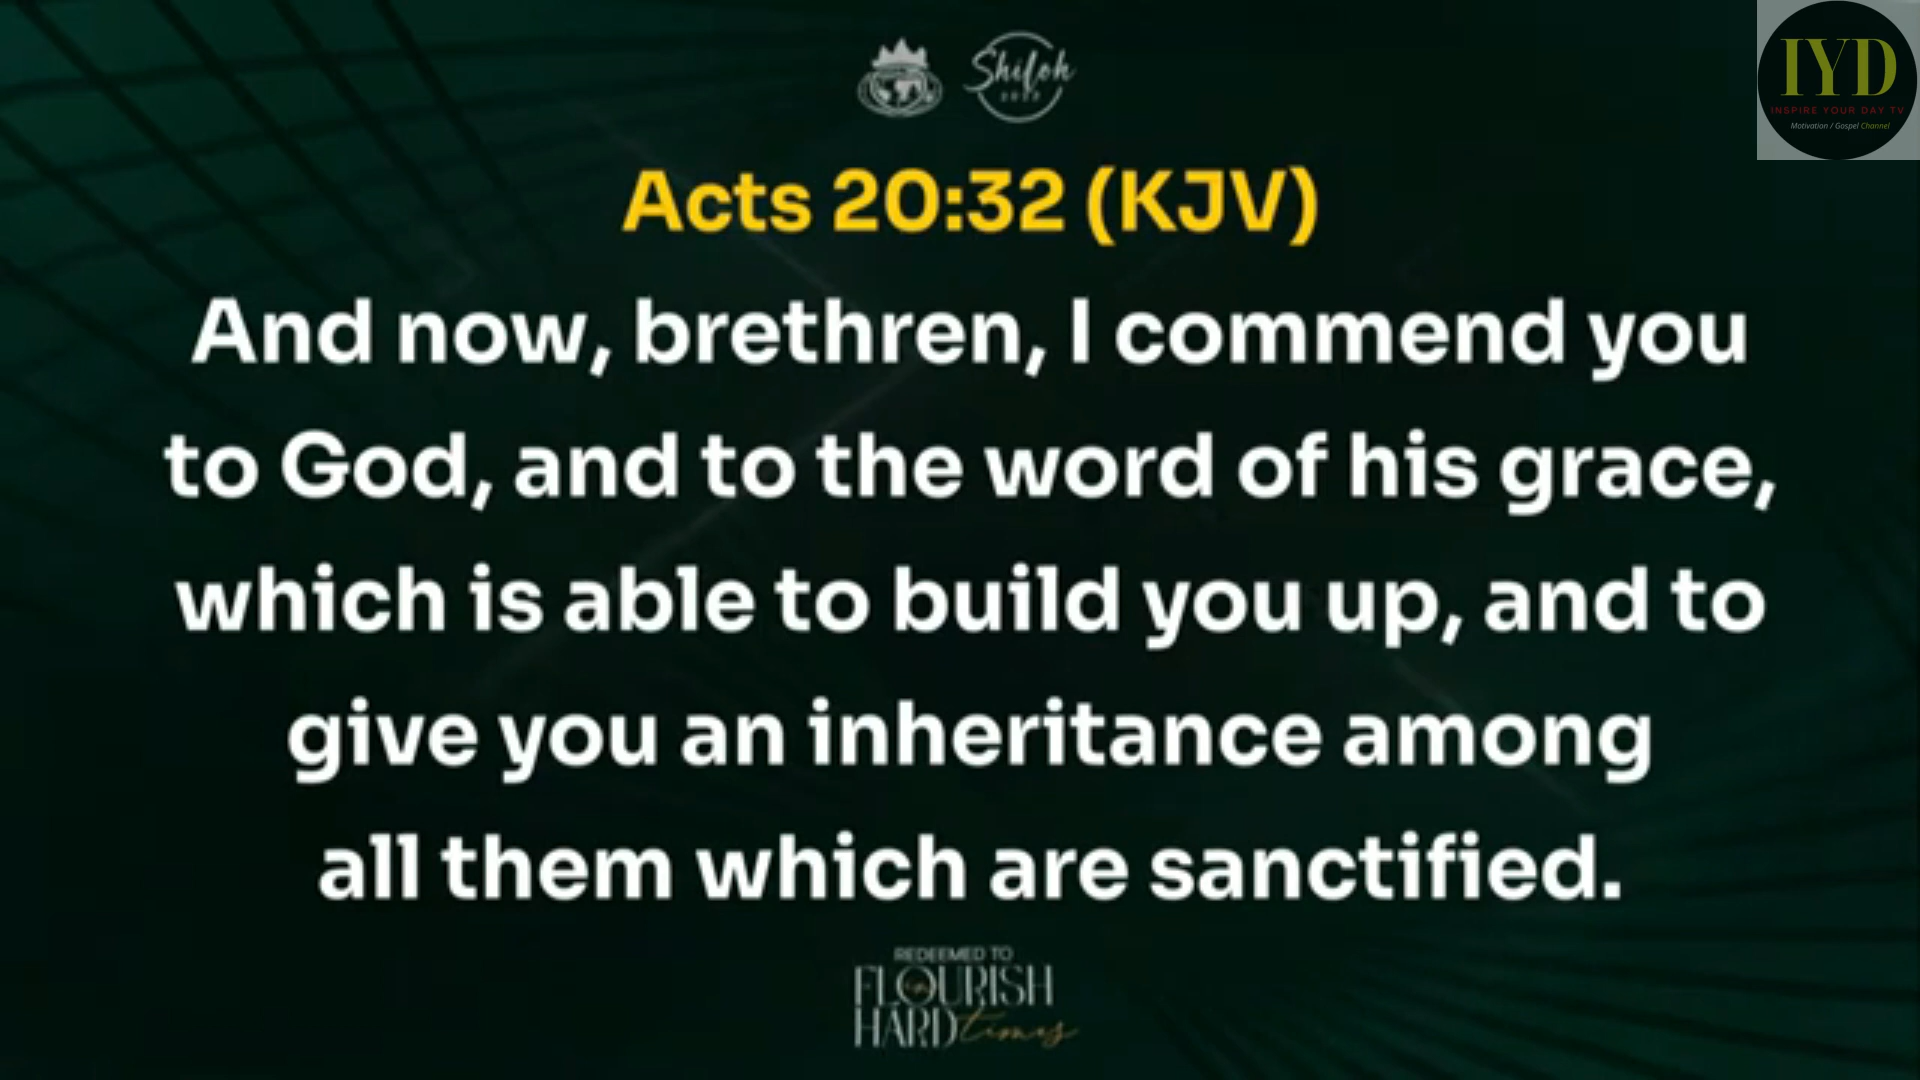 Shiloh
IYD
INSPIRE YOUR DAY TV
Motivation / Gospel Channel
Acts 20:32 (KJV)
And now, brethren, I commend you
to God, and to the word of his grace,
which is able to build you up, and to
give you an inheritance among
all them which are sanctified.
REDEEMED TO
FLOURISH
in
HARD times